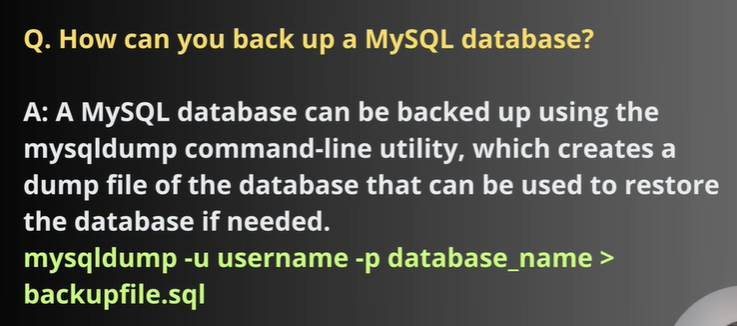 Q. How can you back up a MySQL database?
A: A MySQL database can be backed up using the
mysqldump command-line utility, which creates a
dump file of the database that can be used to restore
the database if needed.
mysqldump -u username -p database_name >
backupfile.sql